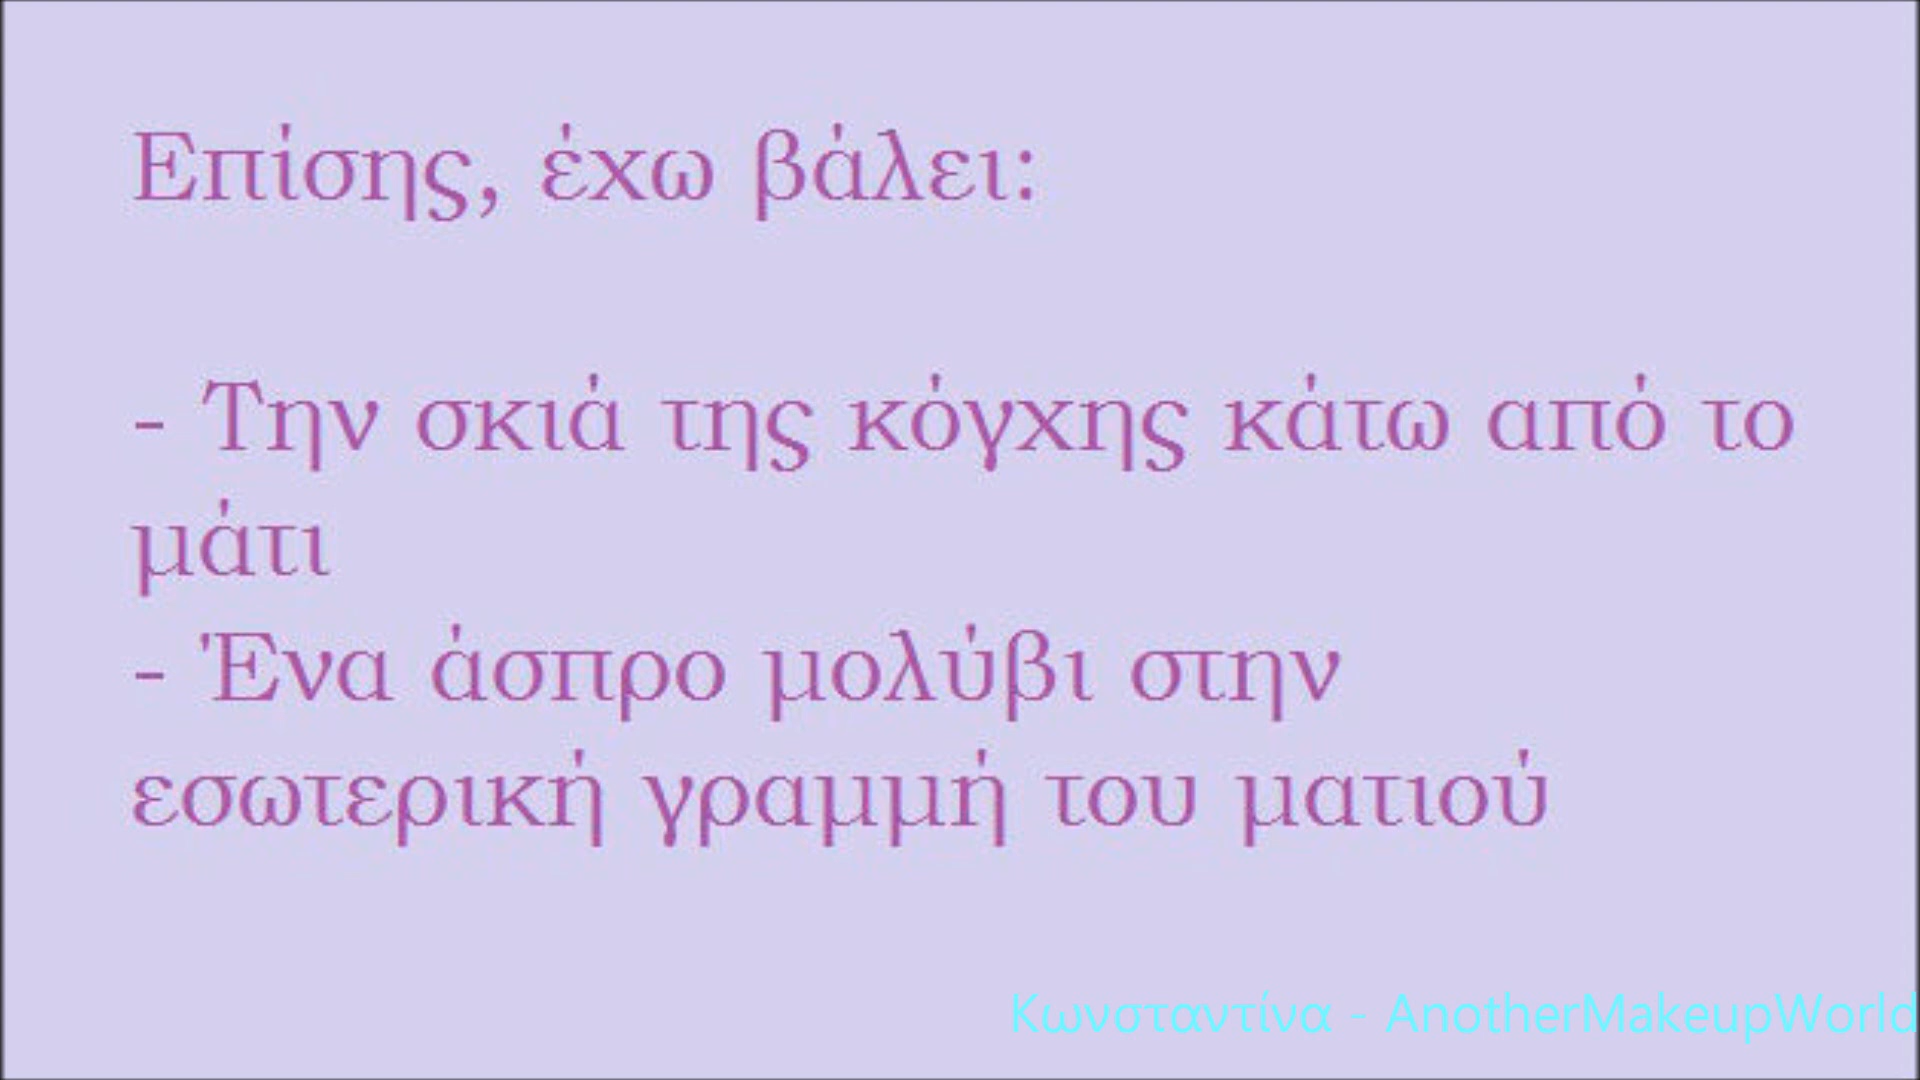 Επίσης, έχω βάλει:
- Την σκιά της κόγχης κάτω από το
μάτι
- Ένα άσπρο μολύβι στην
εσωτερική γραμμή του ματιού
Κωνσταντίνα - AnotherMakeupWorld